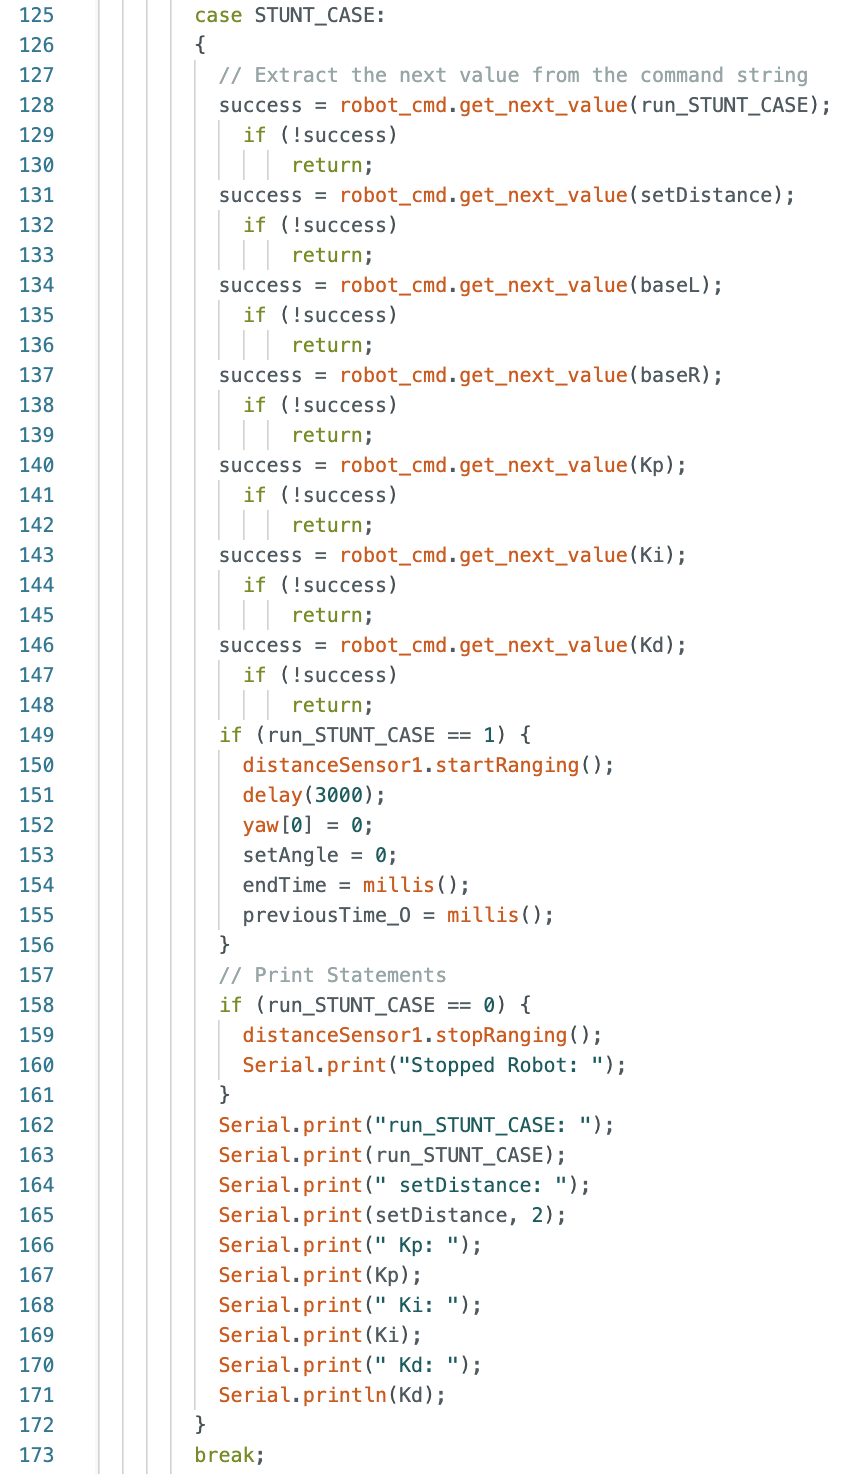 125 case STUNT_CASE:
126 {
127 // Extract the next value from the command string
128 success = robot_cmd.get_next_value(run_STUNT_CASE);
129 if (!success)
130 return;
131 success = robot_cmd.get_next_value(setDistance);
132 if (!success)
133 return;
134 success = robot_cmd.get_next_value(baseL);
135 if (!success)
136 return;
137 success = robot_cmd.get_next_value(baseR);
138 if (!success)
139 return;
140 success = robot_cmd.get_next_value(Kp);
141 if (!success)
142 return;
143 success = robot_cmd.get_next_value(Ki);
144 if (!success)
145 return;
146 success = robot_cmd.get_next_value(Kd);
147 if (!success)
148 return;
149 if (run_STUNT_CASE == 1) {
150 distanceSensor1.startRanging();
151 delay(3000);
152 yaw[0] = 0;
153 setAngle = 0;
154 endTime = millis();
155 previousTime_O = millis();
156 }
157 // Print Statements
158 if (run_STUNT_CASE == 0) {
159 distanceSensor1.stopRanging();
160 Serial.print("Stopped Robot: ");
161 }
162 Serial.print("run_STUNT_CASE: ");
163 Serial.print(run_STUNT_CASE);
164 Serial.print(" setDistance: ");
165 Serial.print(setDistance, 2);
166 Serial.print(" Kp: ");
167 Serial.print(Kp);
168 Serial.print(" Ki: ");
169 Serial.print(Ki);
170 Serial.print(" Kd: ");
171 Serial.println(Kd);
172 }
173 break;